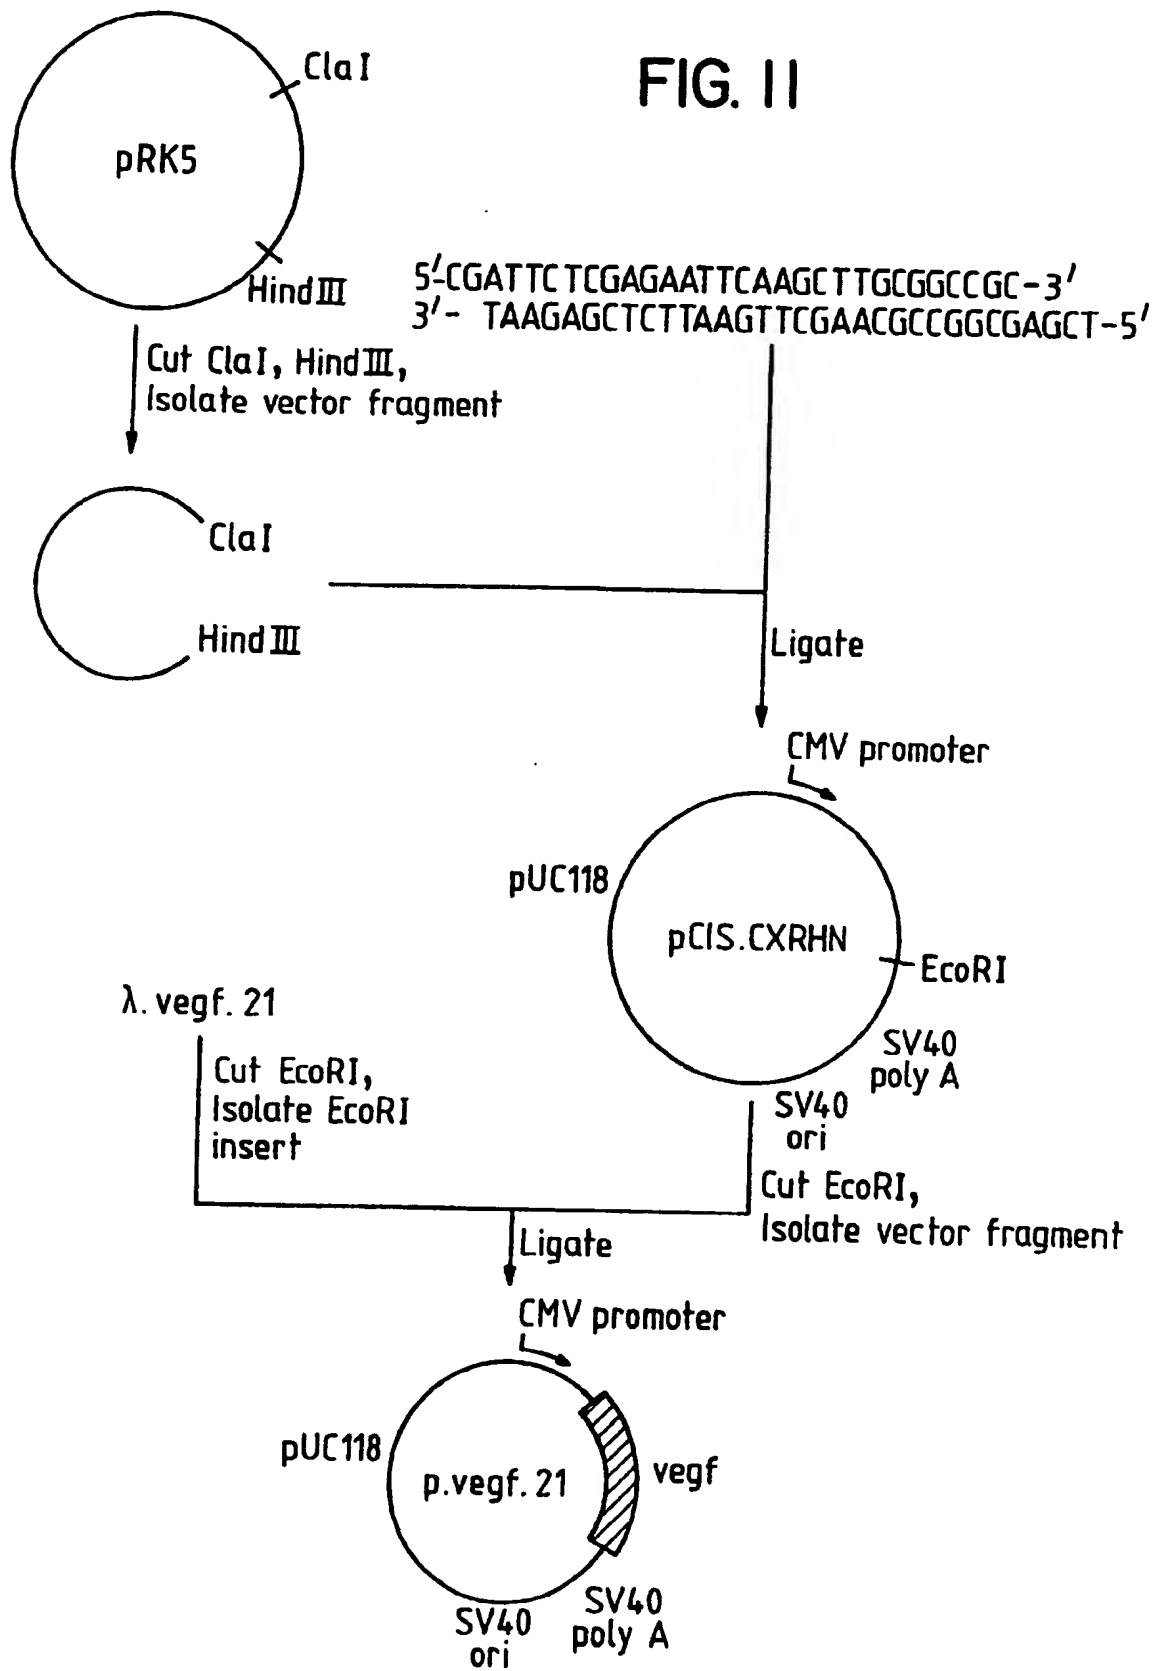 FIG. 11
ClaI
pRK5
HindIII
5'-CGATTCTCGAGAATTCAAGCTTGCGGCCGC-3'
3'- TAAGAGCTCTTAAGTTCGAACGCCGGCGAGCT-5'
Cut ClaI, HindIII,
Isolate vector fragment
ClaI
HindIII
Ligate
CMV promoter
pUC118
pCIS.CXRHN
EcoRI
SV40
poly A
SV40
ori
λ.vegf.21
Cut EcoRI,
Isolate EcoRI
insert
Cut EcoRI,
Isolate vector fragment
Ligate
CMV promoter
pUC118
p.vegf.21
vegf
SV40
poly A
SV40
ori